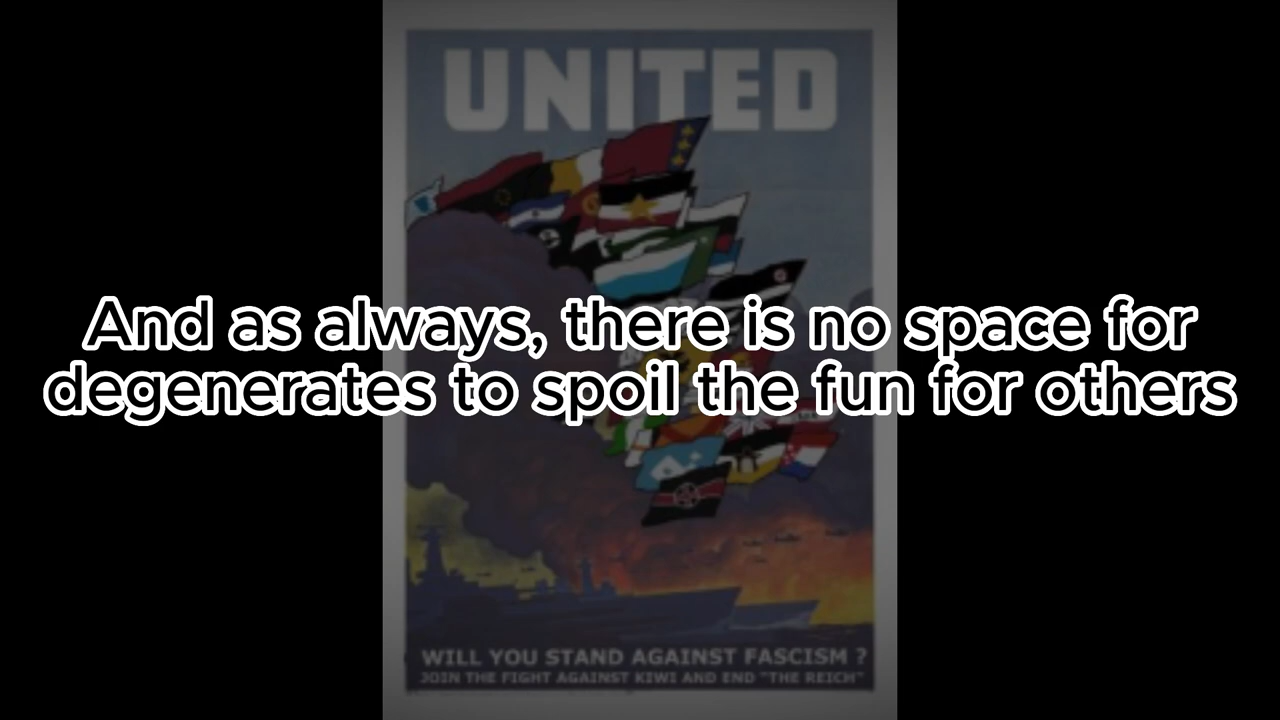 UNITED
And as always, there is no space for
degenerates to spoil the fun for others
WILL YOU STAND AGAINST FASCISM ?
JOIN THE FIGHT AGAINST KIWI AND END "THE REICH"